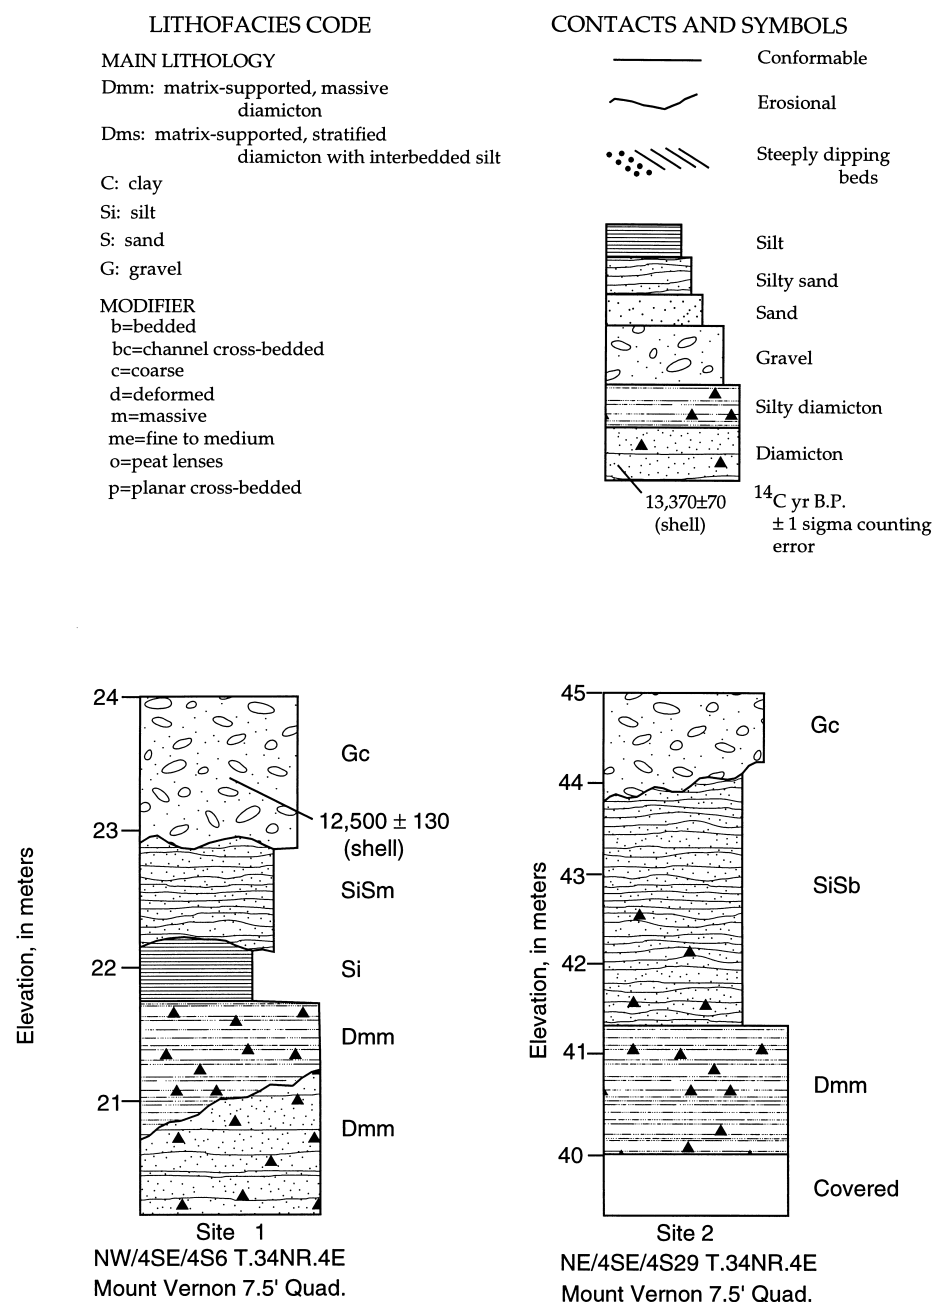 LITHOFACIES CODE
MAIN LITHOLOGY
Dmm: matrix-supported, massive
diamicton
Dms: matrix-supported, stratified
diamicton with interbedded silt
C: clay
Si: silt
S: sand
G: gravel
MODIFIER
b=bedded
bc=channel cross-bedded
c=coarse
d=deformed
m=massive
me=fine to medium
o=peat lenses
p=planar cross-bedded
CONTACTS AND SYMBOLS
Conformable
Erosional
Steeply dipping
beds
Silt
Silty sand
Sand
Gravel
Silty diamicton
Diamicton
13,370±70
(shell)
14C yr B.P.
± 1 sigma counting
error
Elevation, in meters
24
23
22
21
Gc
12,500 ± 130
(shell)
SiSm
Si
Dmm
Dmm
Site 1
NW/4SE/4S6 T.34NR.4E
Mount Vernon 7.5' Quad.
Elevation, in meters
45
44
43
42
41
40
Gc
SiSb
Dmm
Covered
Site 2
NE/4SE/4S29 T.34NR.4E
Mount Vernon 7.5' Quad.